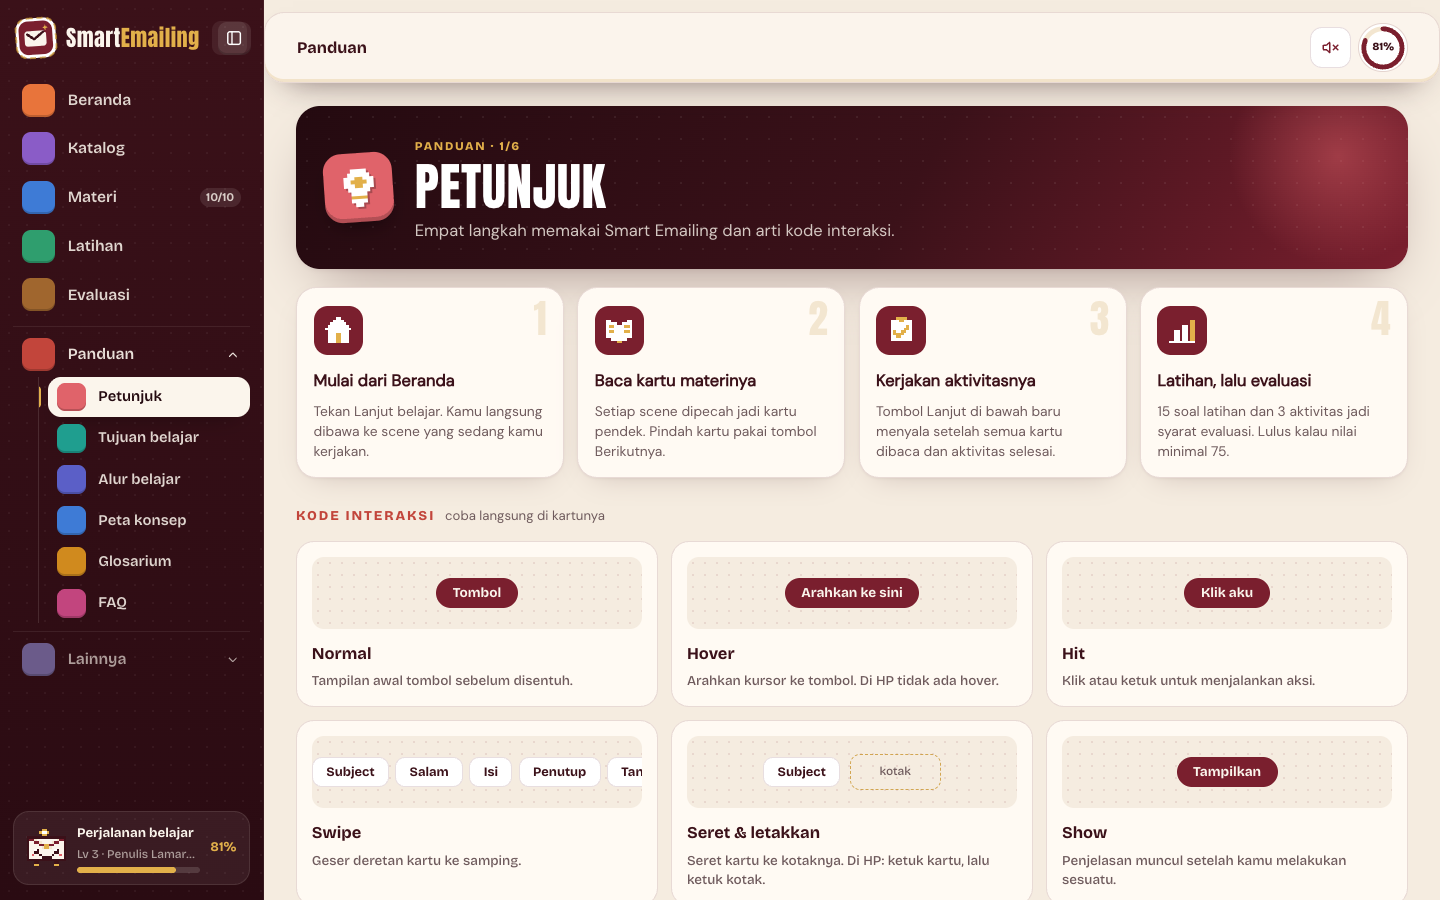 SmartEmailing
Beranda
Katalog
Materi
10/10
Latihan
Evaluasi
Panduan
Petunjuk
Tujuan belajar
Alur belajar
Peta konsep
Glosarium
FAQ
Lainnya
Perjalanan belajar
Lv 3 · Penulis Lamar...
81%
Panduan
81%
PANDUAN · 1/6
PETUNJUK
Empat langkah memakai Smart Emailing dan arti kode interaksi.
1
Mulai dari Beranda
Tekan Lanjut belajar. Kamu langsung
dibawa ke scene yang sedang kamu
kerjakan.
2
Baca kartu materinya
Setiap scene dipecah jadi kartu
pendek. Pindah kartu pakai tombol
Berikutnya.
3
Kerjakan aktivitasnya
Tombol Lanjut di bawah baru
menyala setelah semua kartu
dibaca dan aktivitas selesai.
4
Latihan, lalu evaluasi
15 soal latihan dan 3 aktivitas jadi
syarat evaluasi. Lulus kalau nilai
minimal 75.
KODE INTERAKSI coba langsung di kartunya
Tombol
Normal
Tampilan awal tombol sebelum disentuh.
Arahkan ke sini
Hover
Arahkan kursor ke tombol. Di HP tidak ada hover.
Klik aku
Hit
Klik atau ketuk untuk menjalankan aksi.
Subject Salam Isi Penutup Tan
Swipe
Geser deretan kartu ke samping.
Subject kotak
Seret & letakkan
Seret kartu ke kotaknya. Di HP: ketuk kartu, lalu
ketuk kotak.
Tampilkan
Show
Penjelasan muncul setelah kamu melakukan
sesuatu.